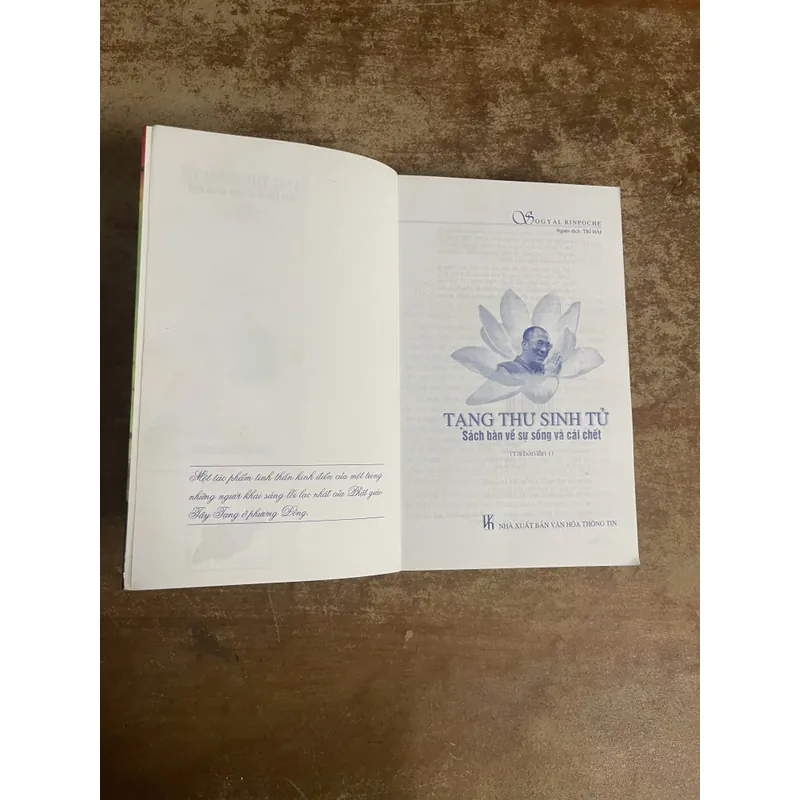 Một tác phẩm tinh thần kinh điển của một trong
những người khai sáng lỗi lạc nhất của Phật giáo
Tây Tạng ở phương Đông.
SOGYAL RINPOCHE
Người dịch: TRÍ HẢI
TẠNG THƯ SINH TỬ
Sách bàn về sự sống và cái chết
(Tái bản lần 1)
NHÀ XUẤT BẢN VĂN HÓA THÔNG TIN